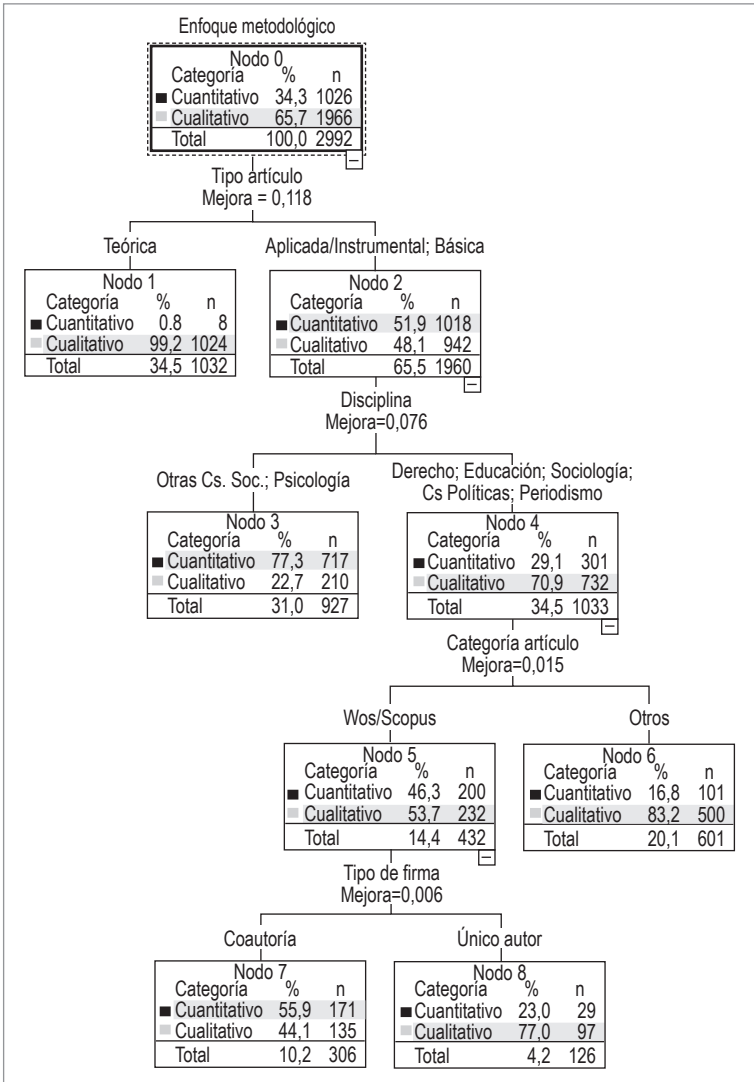 Enfoque metodológico
Nodo 0
Categoría % n
Cuantitativo 34,3 1026
Cualitativo 65,7 1966
Total 100,0 2992
Tipo artículo
Mejora = 0,118
Teórica
Nodo 1
Categoría % n
Cuantitativo 0.8 8
Cualitativo 99,2 1024
Total 34,5 1032
Aplicada/Instrumental; Básica
Nodo 2
Categoría % n
Cuantitativo 51,9 1018
Cualitativo 48,1 942
Total 65,5 1960
Disciplina
Mejora=0,076
Otras Cs. Soc.; Psicología
Nodo 3
Categoría % n
Cuantitativo 77,3 717
Cualitativo 22,7 210
Total 31,0 927
Derecho; Educación; Sociología;
Cs Políticas; Periodismo
Nodo 4
Categoría % n
Cuantitativo 29,1 301
Cualitativo 70,9 732
Total 34,5 1033
Categoría artículo
Mejora=0,015
Wos/Scopus
Nodo 5
Categoría % n
Cuantitativo 46,3 200
Cualitativo 53,7 232
Total 14,4 432
Otros
Nodo 6
Categoría % n
Cuantitativo 16,8 101
Cualitativo 83,2 500
Total 20,1 601
Tipo de firma
Mejora=0,006
Coautoría
Nodo 7
Categoría % n
Cuantitativo 55,9 171
Cualitativo 44,1 135
Total 10,2 306
Único autor
Nodo 8
Categoría % n
Cuantitativo 23,0 29
Cualitativo 77,0 97
Total 4,2 126